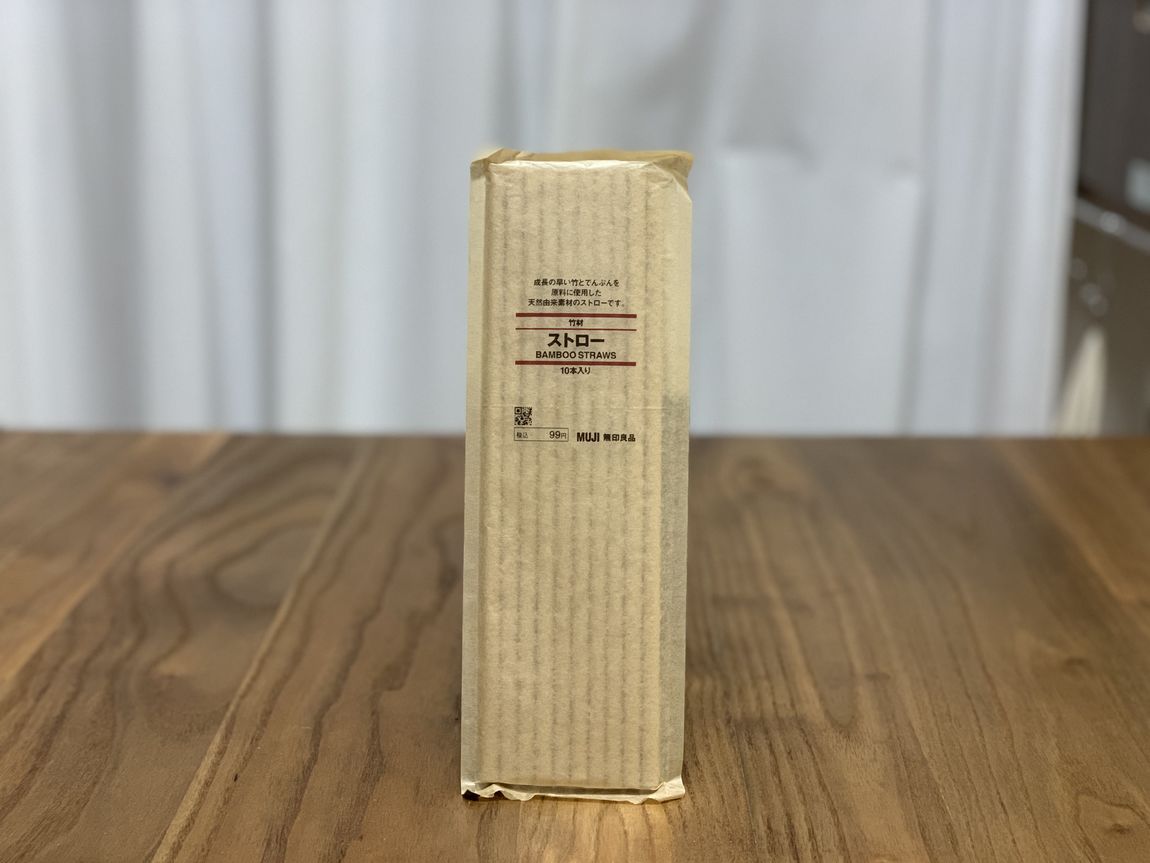 成長の早い竹とでんぷんを
原料に使用した
天然由来素材のストローです。
竹材
ストロー
BAMBOO STRAWS
10本入り
税込 99円
MUJI 無印良品